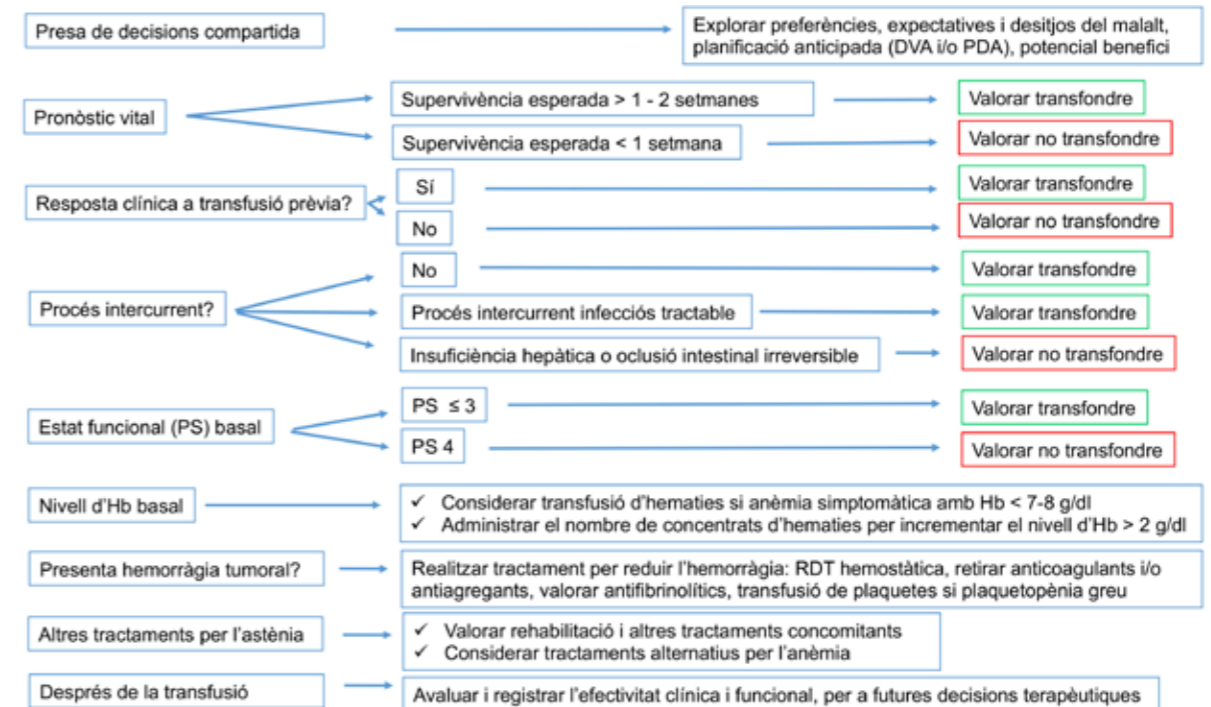 Presa de decisions compartida
Explorar preferències, expectatives i desitjos del malalt,
planificació anticipada (DVA i/o PDA), potencial benefici
Pronòstic vital
Supervivència esperada > 1 - 2 setmanes
Valorar transfondre
Supervivència esperada < 1 setmana
Valorar no transfondre
Resposta clínica a transfusió prèvia?
Sí
Valorar transfondre
No
Valorar no transfondre
Procés intercurrent?
No
Valorar transfondre
Procés intercurrent infecciós tractable
Valorar transfondre
Insuficiència hepàtica o oclusió intestinal irreversible
Valorar no transfondre
Estat funcional (PS) basal
PS ≤ 3
Valorar transfondre
PS 4
Valorar no transfondre
Nivell d'Hb basal
✓ Considerar transfusió d'hematies si anèmia simptomàtica amb Hb < 7-8 g/dl
✓ Administrar el nombre de concentrats d'hematies per incrementar el nivell d'Hb > 2 g/dl
Presenta hemorràgia tumoral?
Realitzar tractament per reduir l'hemorràgia: RDT hemostàtica, retirar anticoagulants i/o
antiagregants, valorar antifibrinolítics, transfusió de plaquetes si plaquetopènia greu
Altres tractaments per l'astènia
✓ Valorar rehabilitació i altres tractaments concomitants
✓ Considerar tractaments alternatius per l'anèmia
Després de la transfusió
Avaluar i registrar l'efectivitat clínica i funcional, per a futures decisions terapèutiques